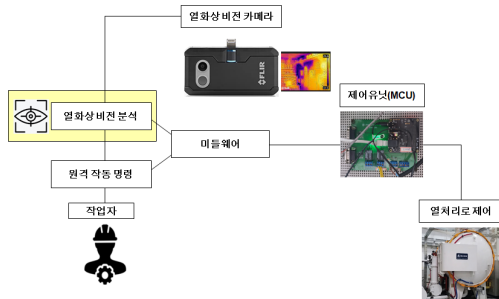 열화상 비전 카메라
FLIR
제어유닛(MCU)
열화상 비전 분석
미들웨어
원격 작동 명령
작업자
열처리로 제어